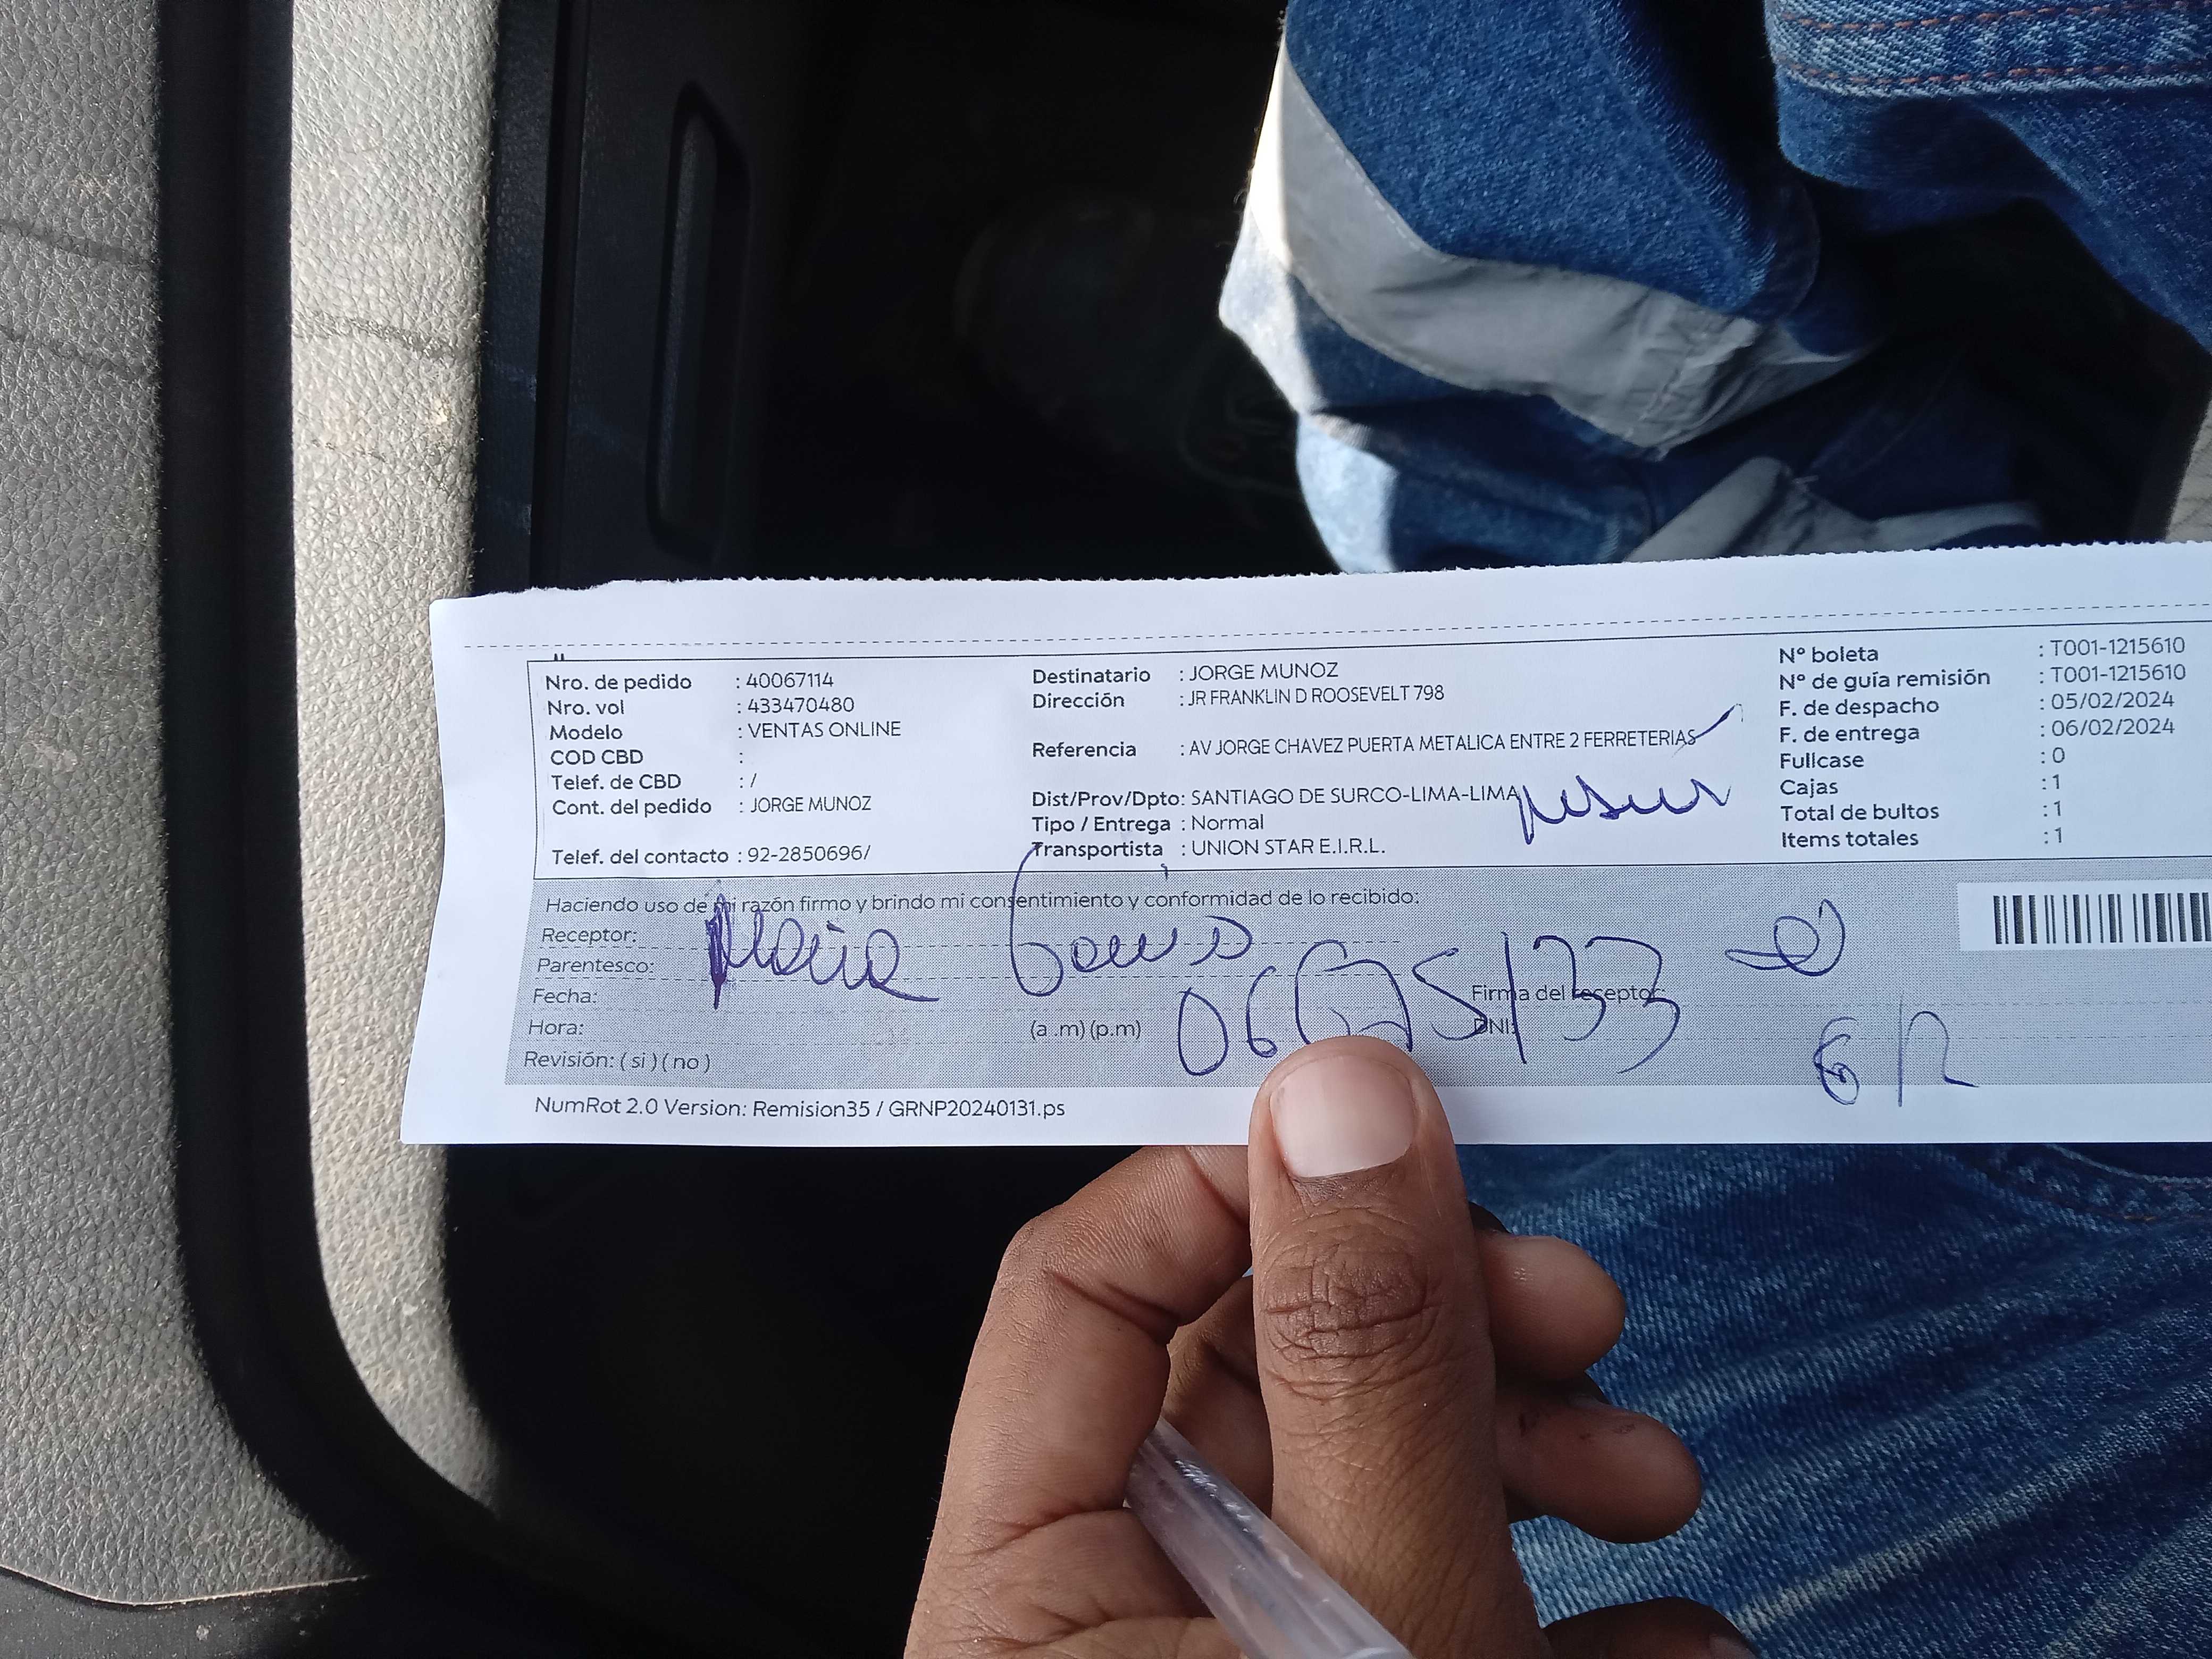 Nro. de pedido : 40067114
Nro. vol : 433470480
Modelo : VENTAS ONLINE
COD CBD :
Telef. de CBD : /
Cont. del pedido : JORGE MUNOZ
Telef. del contacto : 92-2850696/
Destinatario : JORGE MUNOZ
Dirección : JR FRANKLIN D ROOSEVELT 798
Referencia : AV JORGE CHAVEZ PUERTA METALICA ENTRE 2 FERRETERIAS
Dist/Prov/Dpto: SANTIAGO DE SURCO-LIMA-LIMA
Tipo / Entrega : Normal
Transportista : UNION STAR E.I.R.L.
N° boleta : T001-1215610
N° de guía remisión : T001-1215610
F. de despacho : 05/02/2024
F. de entrega : 06/02/2024
Fullcase : 0
Cajas : 1
Total de bultos : 1
Items totales : 1
Haciendo uso de mi razón firmo y brindo mi consentimiento y conformidad de lo recibido:
Receptor:
Parentesco:
Fecha:
Hora: (a .m) (p.m)
Revisión: ( si ) ( no )
Firma del receptor:
DNI:
NumRot 2.0 Version: Remision35 / GRNP20240131.ps